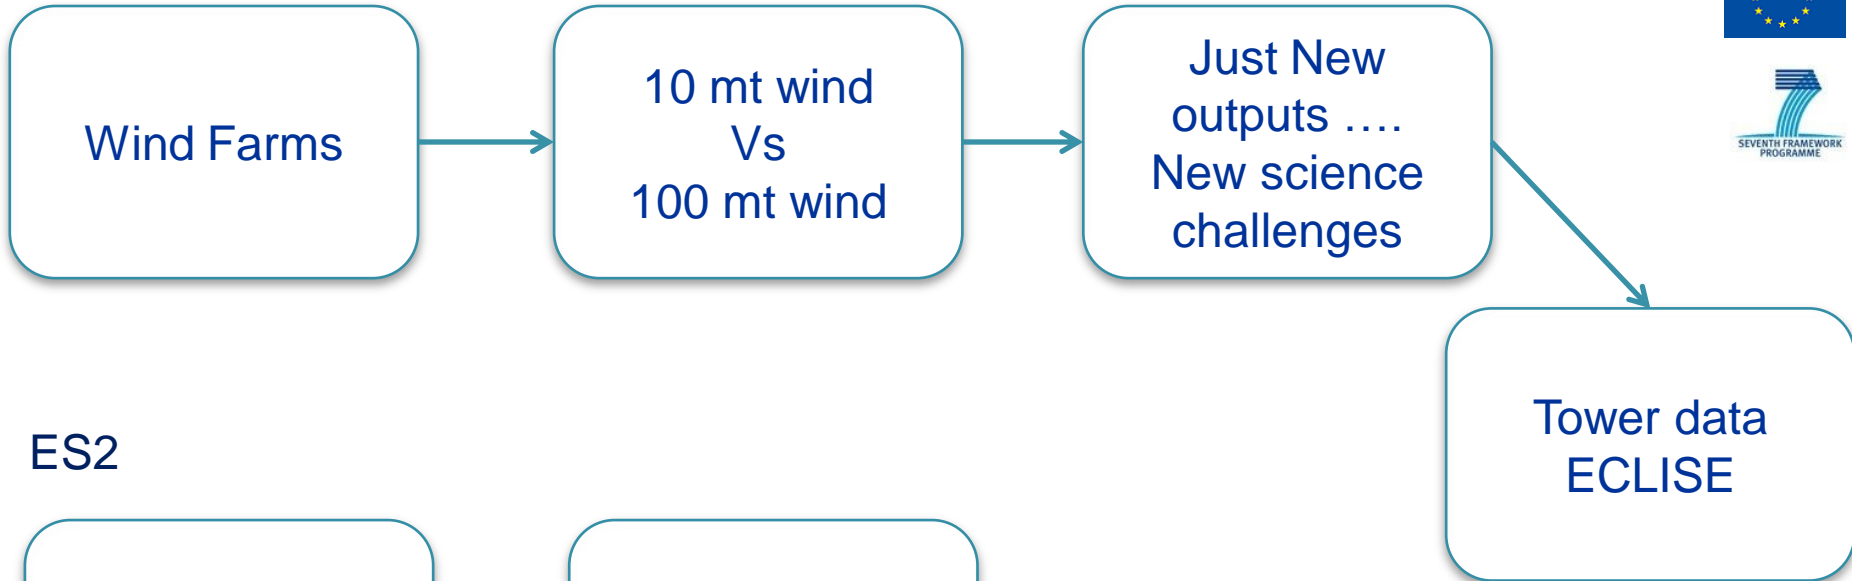 Wind Farms
10 mt wind
Vs
100 mt wind
Just New
outputs ....
New science
challenges
SEVENTH FRAMEWORK
PROGRAMME
Tower data
ECLISE
ES2